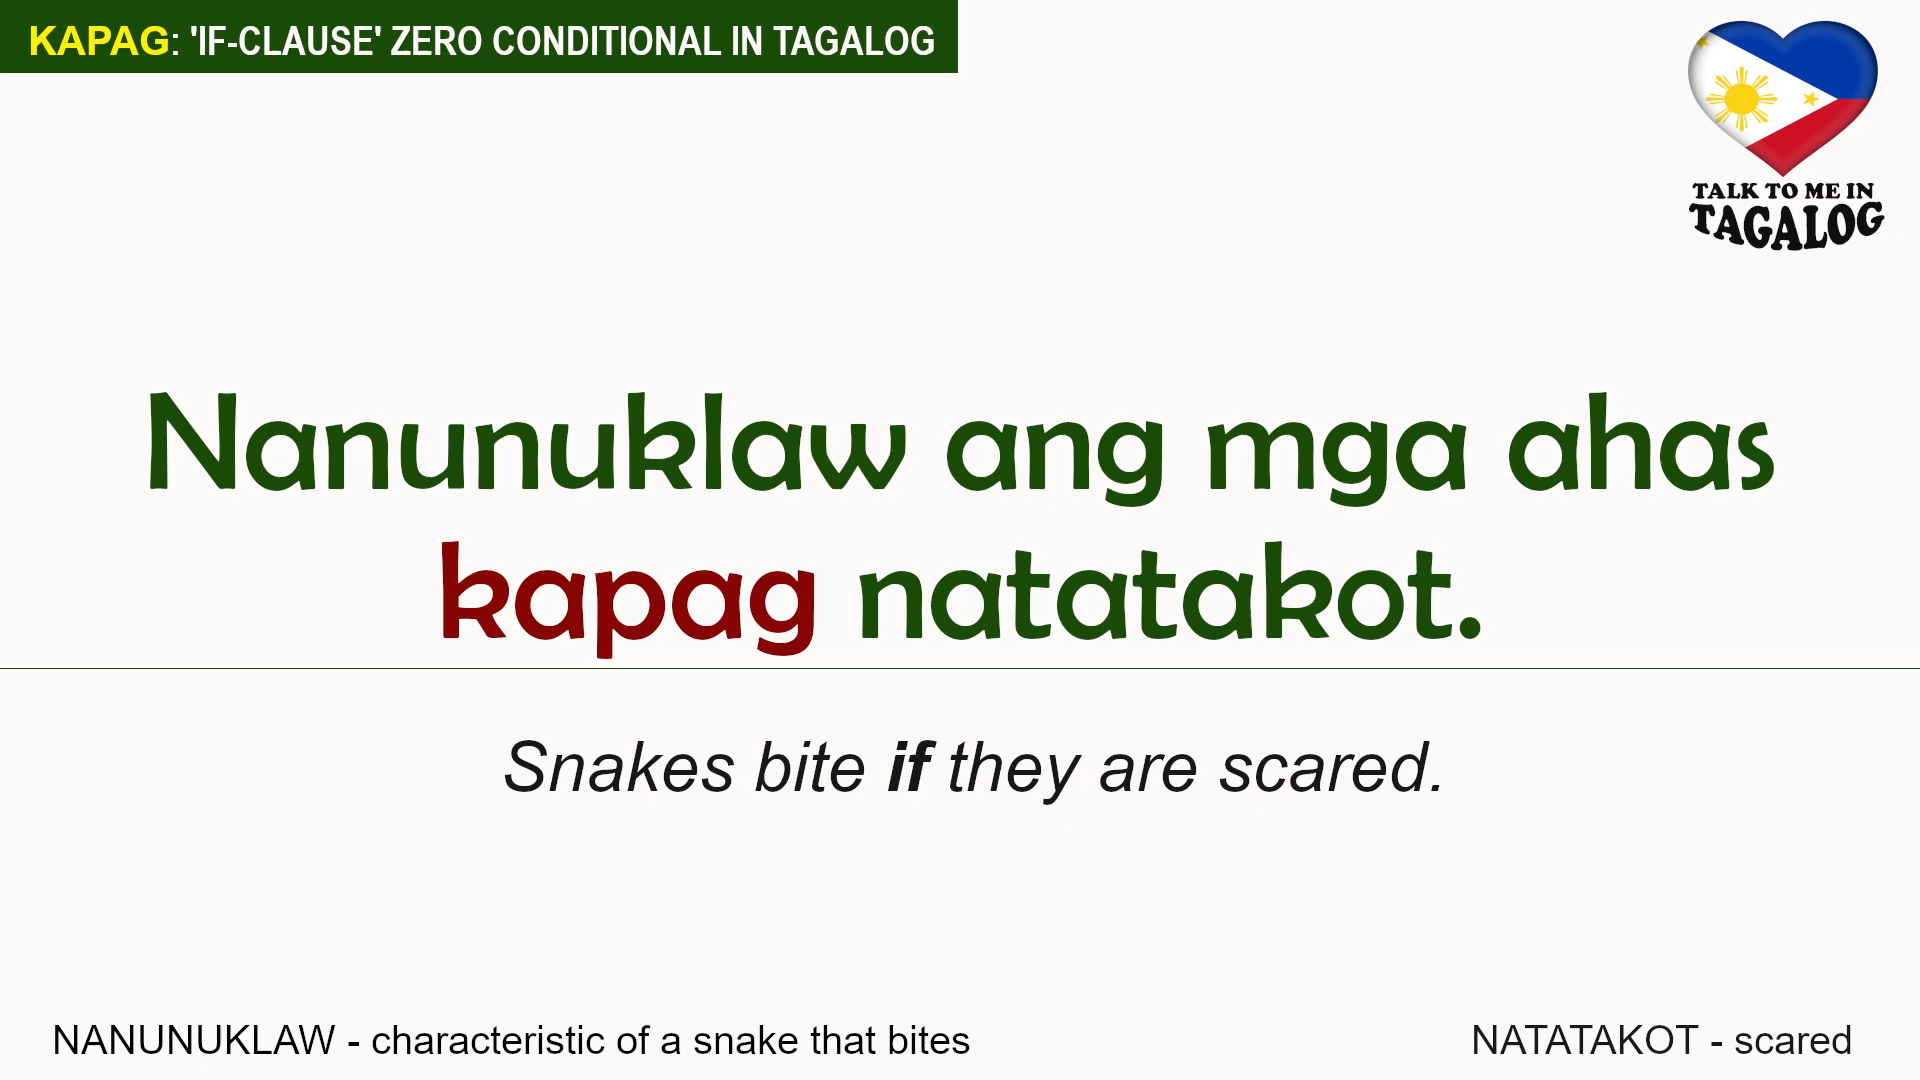 KAPAG: 'IF-CLAUSE' ZERO CONDITIONAL IN TAGALOG
TALK TO ME IN
TAGALOG
Nanunuklaw ang mga ahas
kapag natatakot.
Snakes bite if they are scared.
NANUNUKLAW - characteristic of a snake that bites
NATATAKOT - scared